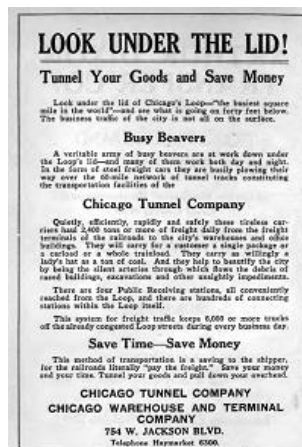 LOOK UNDER THE LID!
Tunnel Your Goods and Save Money
Look under the lid of Chicago's Loop—"the busiest square
mile in the world"—and see what is going on forty feet below.
The business traffic of the city is not all on the surface.
Busy Beavers
A veritable army of busy beavers are at work down under
the Loop's lid—and many of them work both day and night.
In the form of steel freight cars they are busily plowing their
way over the 60-mile network of tunnel tracks constituting
the transportation facilities of the
Chicago Tunnel Company
Quietly, efficiently, rapidly and safely these tireless car-
riers haul 2,400 tons or more of freight daily from the freight
terminals of the railroads to the city's warehouses and office
buildings. They will carry for a customer a single package or
a carload or a whole trainload. They carry as willingly a
lady's hat as a ton of coal. And they help to beautify the city
by being the silent arteries through which flows the debris of
razed buildings, excavations and other unsightly impediments.
There are four Public Receiving stations, all conveniently
reached from the Loop, and there are hundreds of connecting
stations within the Loop itself.
This system for freight traffic keeps 6,000 or more trucks
off the already congested Loop streets during every business day.
Save Time—Save Money
This method of transportation is a saving to the shipper,
for the railroads literally "pay the freight." Save your money
and your time. Tunnel your goods and pull down your overhead.
CHICAGO TUNNEL COMPANY
CHICAGO WAREHOUSE AND TERMINAL
COMPANY
754 W. JACKSON BLVD.
Telephone Haymarket 6300.